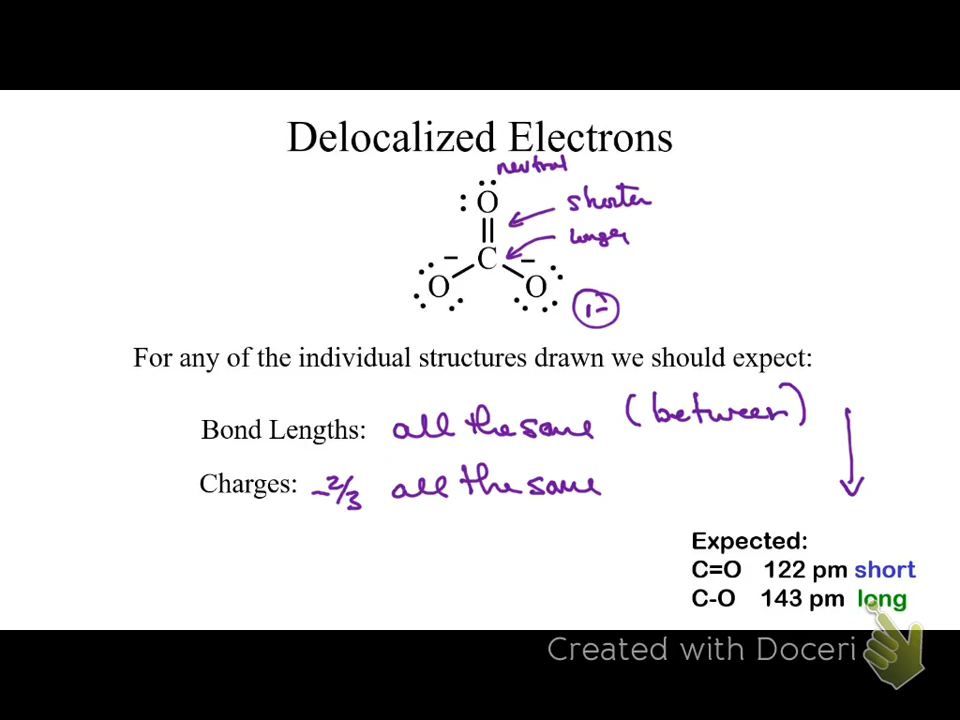 Delocalized Electrons
neutral
:O
shorter
||
longer
C
O
O
1-
For any of the individual structures drawn we should expect:
Bond Lengths: all the same (between)
Charges: -2/3 all the same
Expected:
C=O 122 pm short
C-O 143 pm long
Created with Doceri